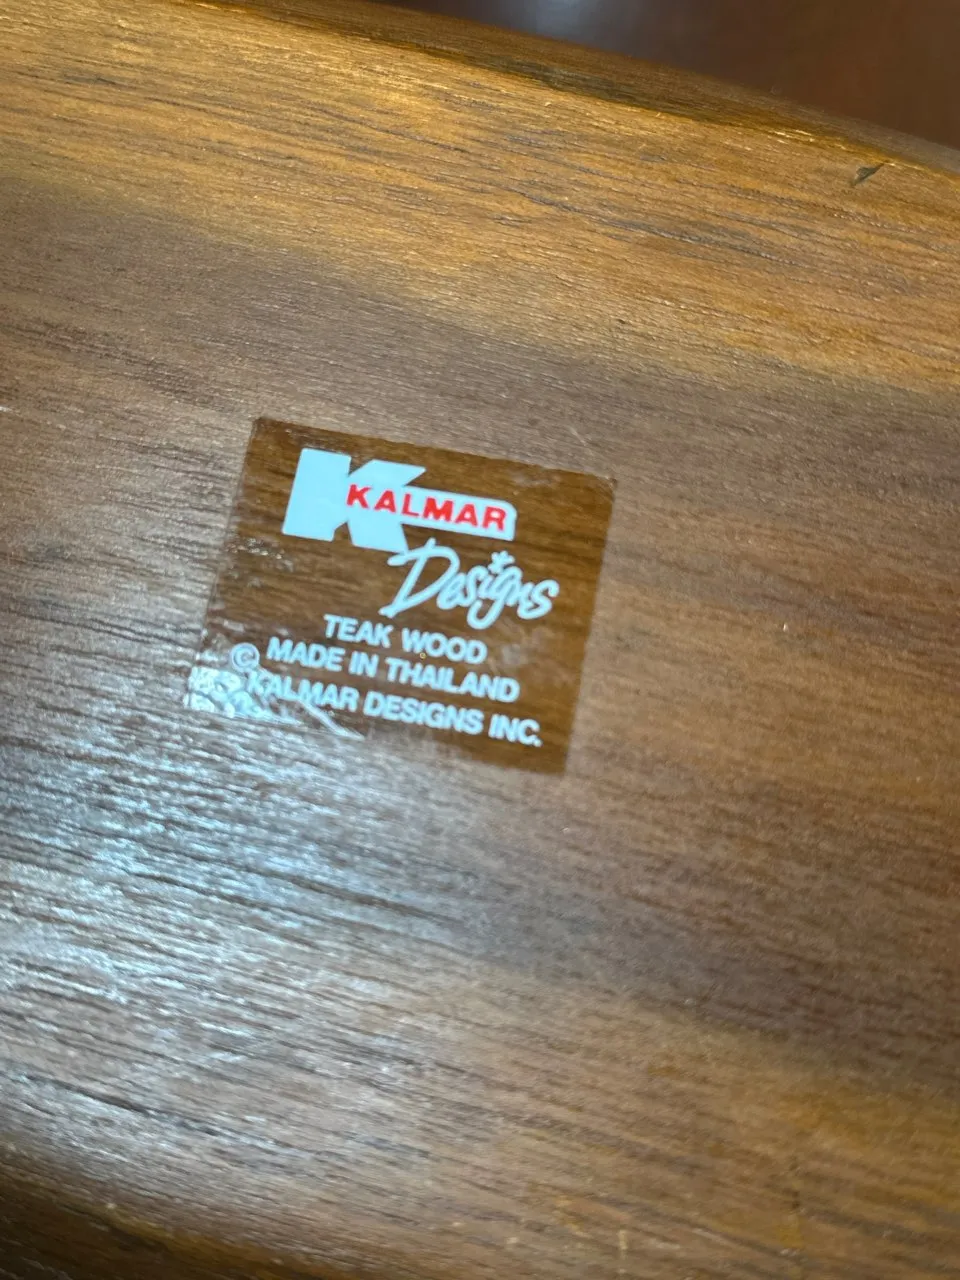 K KALMAR
Designs
TEAK WOOD
MADE IN THAILAND
© KALMAR DESIGNS INC.